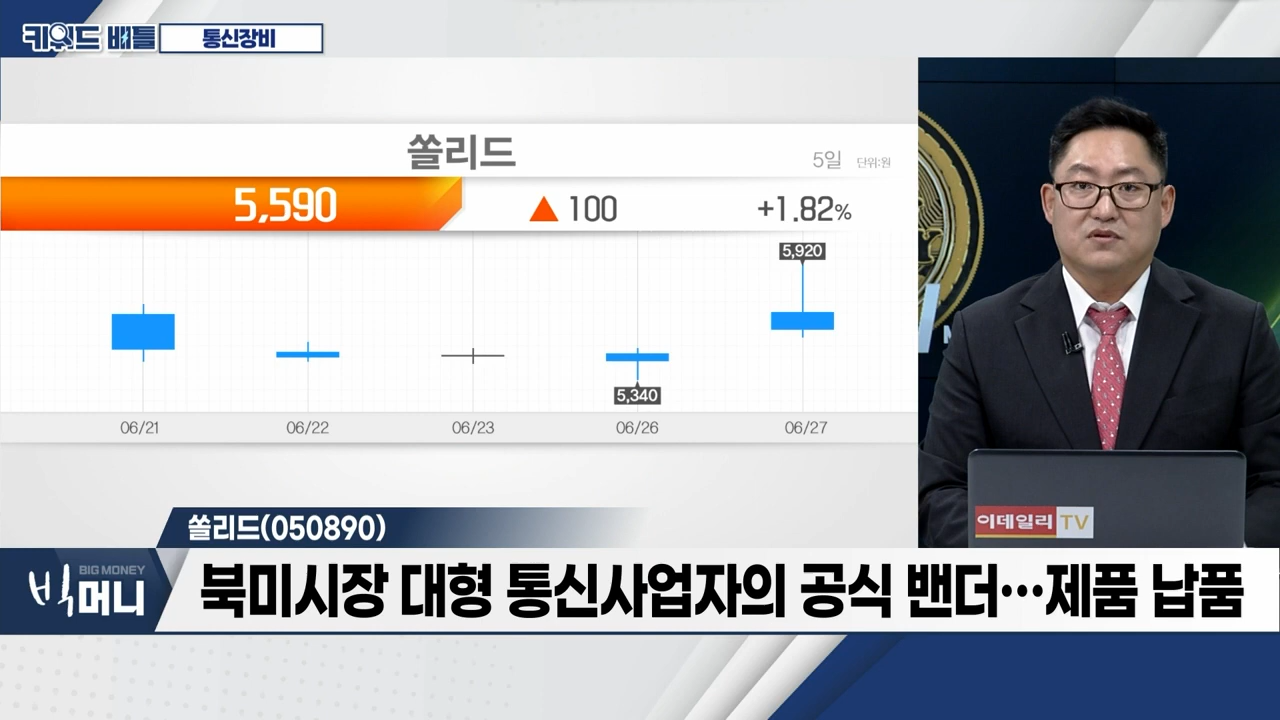 키워드 배틀
통신장비
쏠리드
5일 단위:원
5,590 ▲ 100 +1.82%
5,920
5,340
06/21 06/22 06/23 06/26 06/27
이데일리 TV
쏠리드(050890)
BIG MONEY
빅머니
북미시장 대형 통신사업자의 공식 밴더…제품 납품